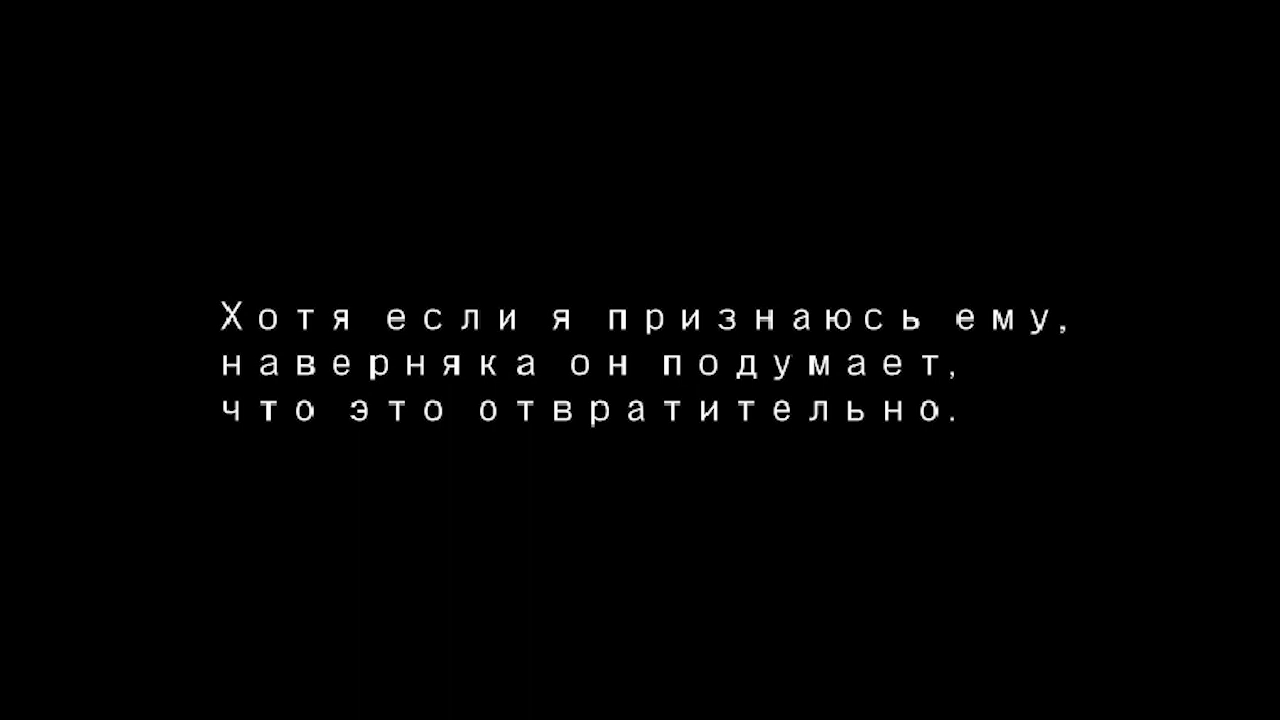 Хотя если я признаюсь ему,
наверняка он подумает,
что это отвратительно.